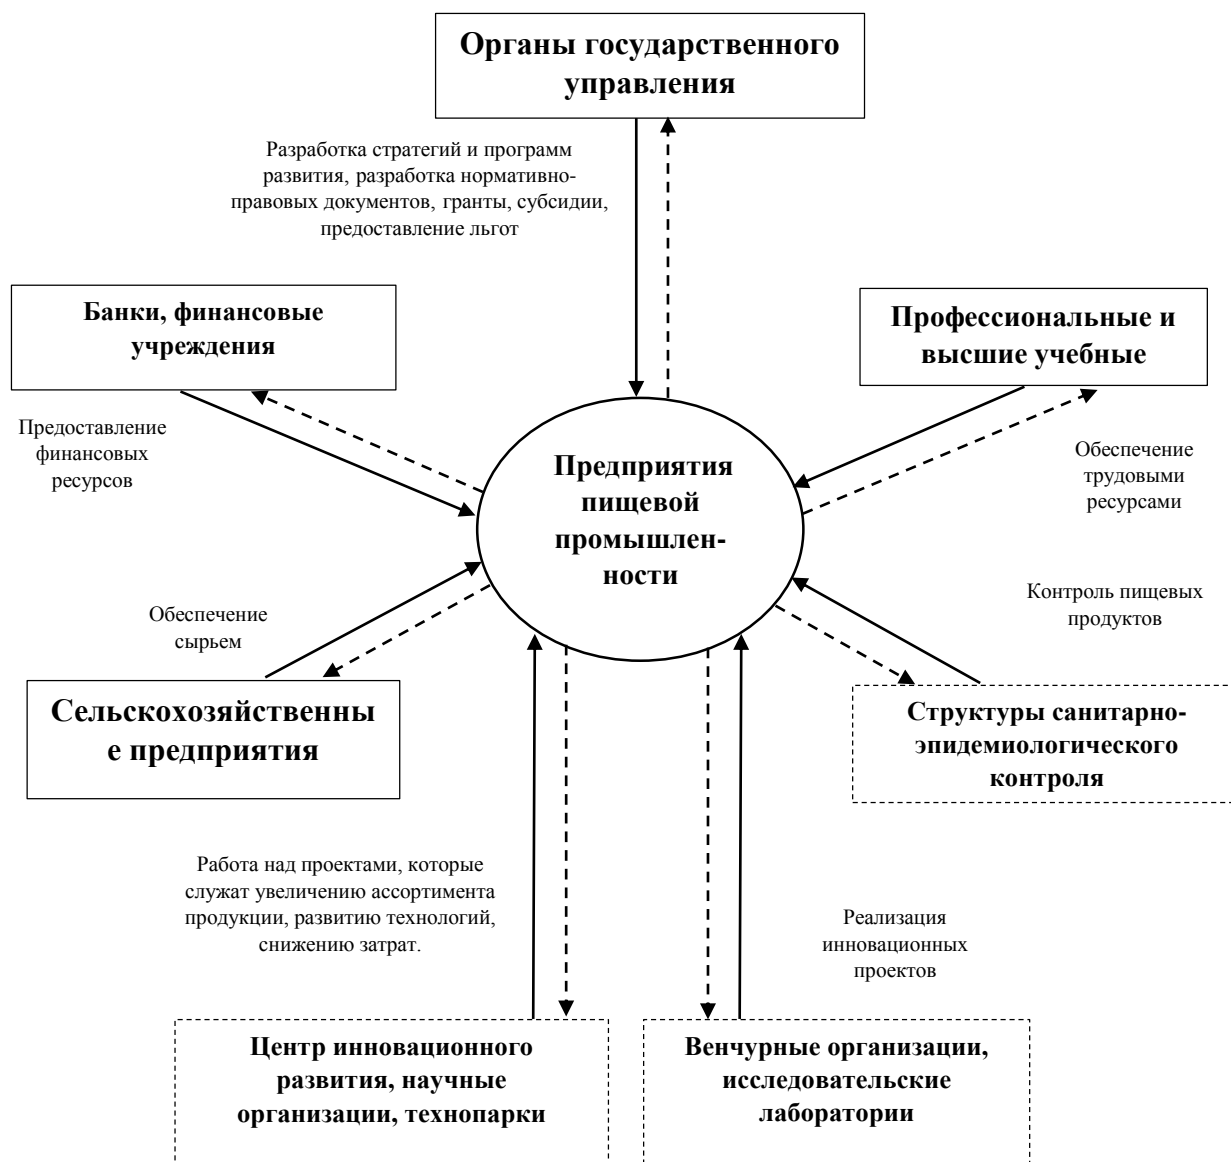 Органы государственного
управления
Разработка стратегий и программ
развития, разработка нормативно-
правовых документов, гранты, субсидии,
предоставление льгот
Банки, финансовые
учреждения
Профессиональные и
высшие учебные
Предоставление
финансовых
ресурсов
Предприятия
пищевой
промышлен-
ности
Обеспечение
трудовыми
ресурсами
Обеспечение
сырьем
Контроль пищевых
продуктов
Сельскохозяйственны
е предприятия
Структуры санитарно-
эпидемиологического
контроля
Работа над проектами, которые
служат увеличению ассортимента
продукции, развитию технологий,
снижению затрат.
Реализация
инновационных
проектов
Центр инновационного
развития, научные
организации, технопарки
Венчурные организации,
исследовательские
лаборатории